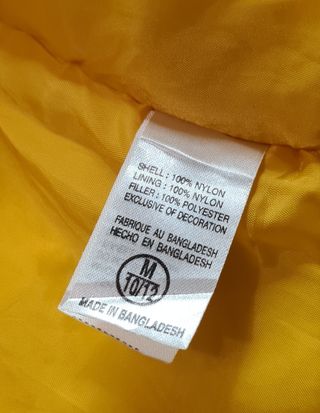 SHELL : 100% NYLON
LINING : 100% NYLON
FILLER : 100% POLYESTER
EXCLUSIVE OF DECORATION
FABRIQUE AU BANGLADESH
HECHO EN BANGLADESH
M
10/12
MADE IN BANGLADESH